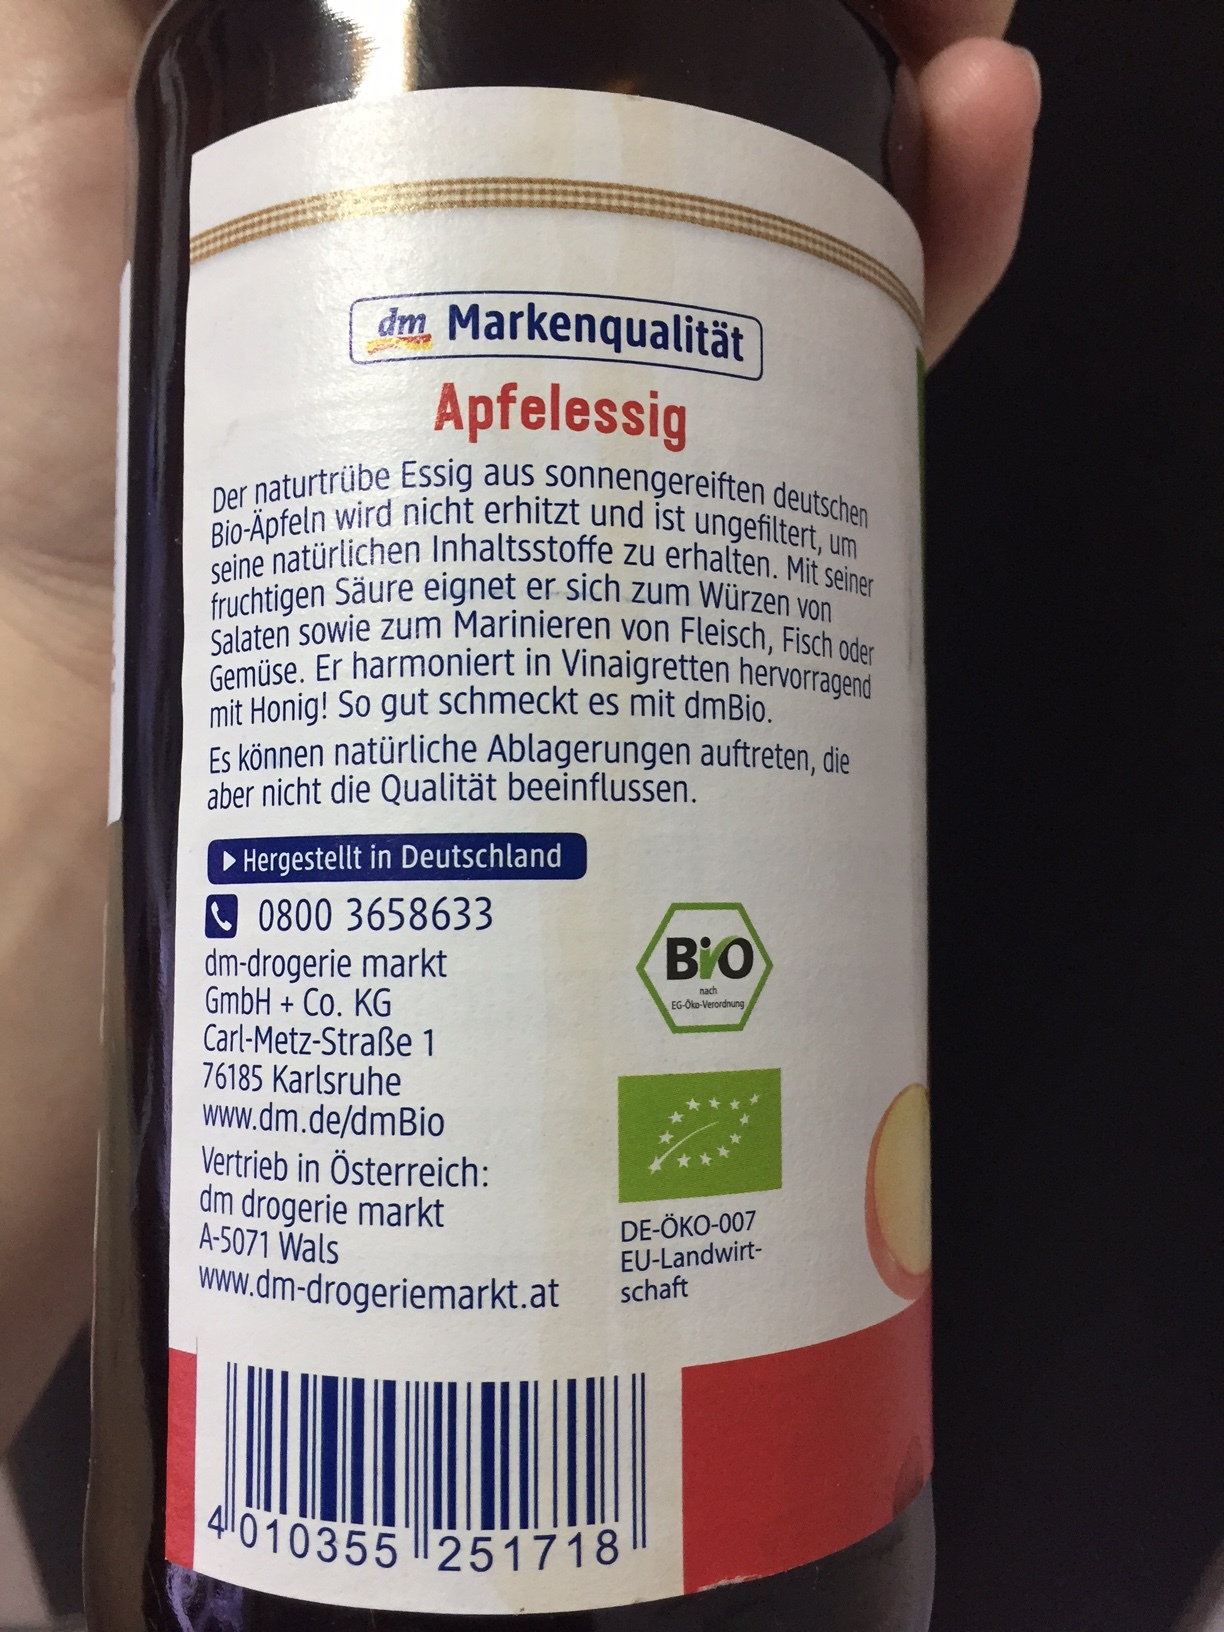 dm Markenqualität
Apfelessig
Der naturtrübe Essig aus sonnengereiften deutschen
Bio-Äpfeln wird nicht erhitzt und ist ungefiltert, um
seine natürlichen Inhaltsstoffe zu erhalten. Mit seiner
fruchtigen Säure eignet er sich zum Würzen von
Salaten sowie zum Marinieren von Fleisch, Fisch oder
Gemüse. Er harmoniert in Vinaigretten hervorragend
mit Honig! So gut schmeckt es mit dmBio.
Es können natürliche Ablagerungen auftreten, die
aber nicht die Qualität beeinflussen.
Hergestellt in Deutschland
0800 3658633
dm-drogerie markt
GmbH + Co. KG
Carl-Metz-Straße 1
76185 Karlsruhe
www.dm.de/dmBio
Vertrieb in Österreich:
dm drogerie markt
A-5071 Wals
www.dm-drogeriemarkt.at
Bio
nach
EG-Öko-Verordnung
DE-ÖKO-007
EU-Landwirt-
schaft
4 010355 251718